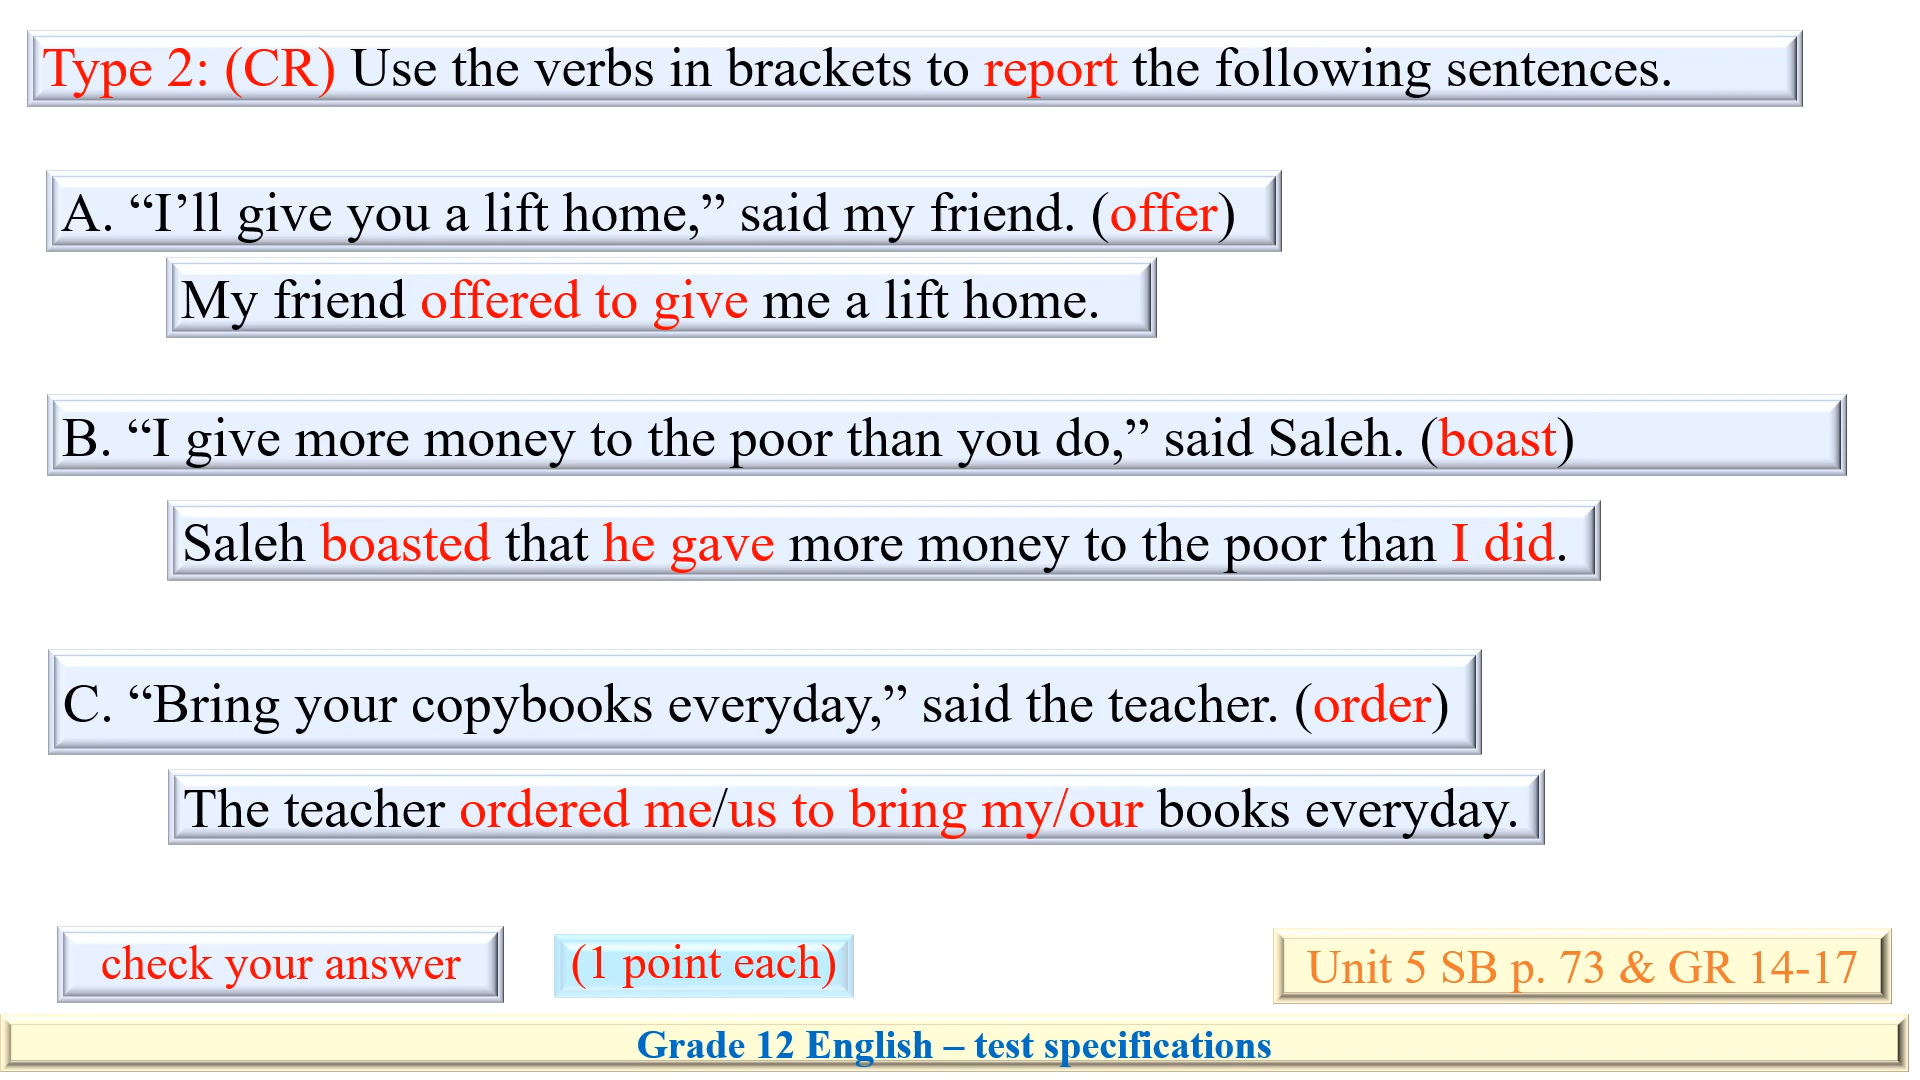 Type 2: (CR) Use the verbs in brackets to report the following sentences.
A. “I’ll give you a lift home,” said my friend. (offer)
My friend offered to give me a lift home.
B. “I give more money to the poor than you do,” said Saleh. (boast)
Saleh boasted that he gave more money to the poor than I did.
C. “Bring your copybooks everyday,” said the teacher. (order)
The teacher ordered me/us to bring my/our books everyday.
check your answer
(1 point each)
Unit 5 SB p. 73 & GR 14-17
Grade 12 English – test specifications